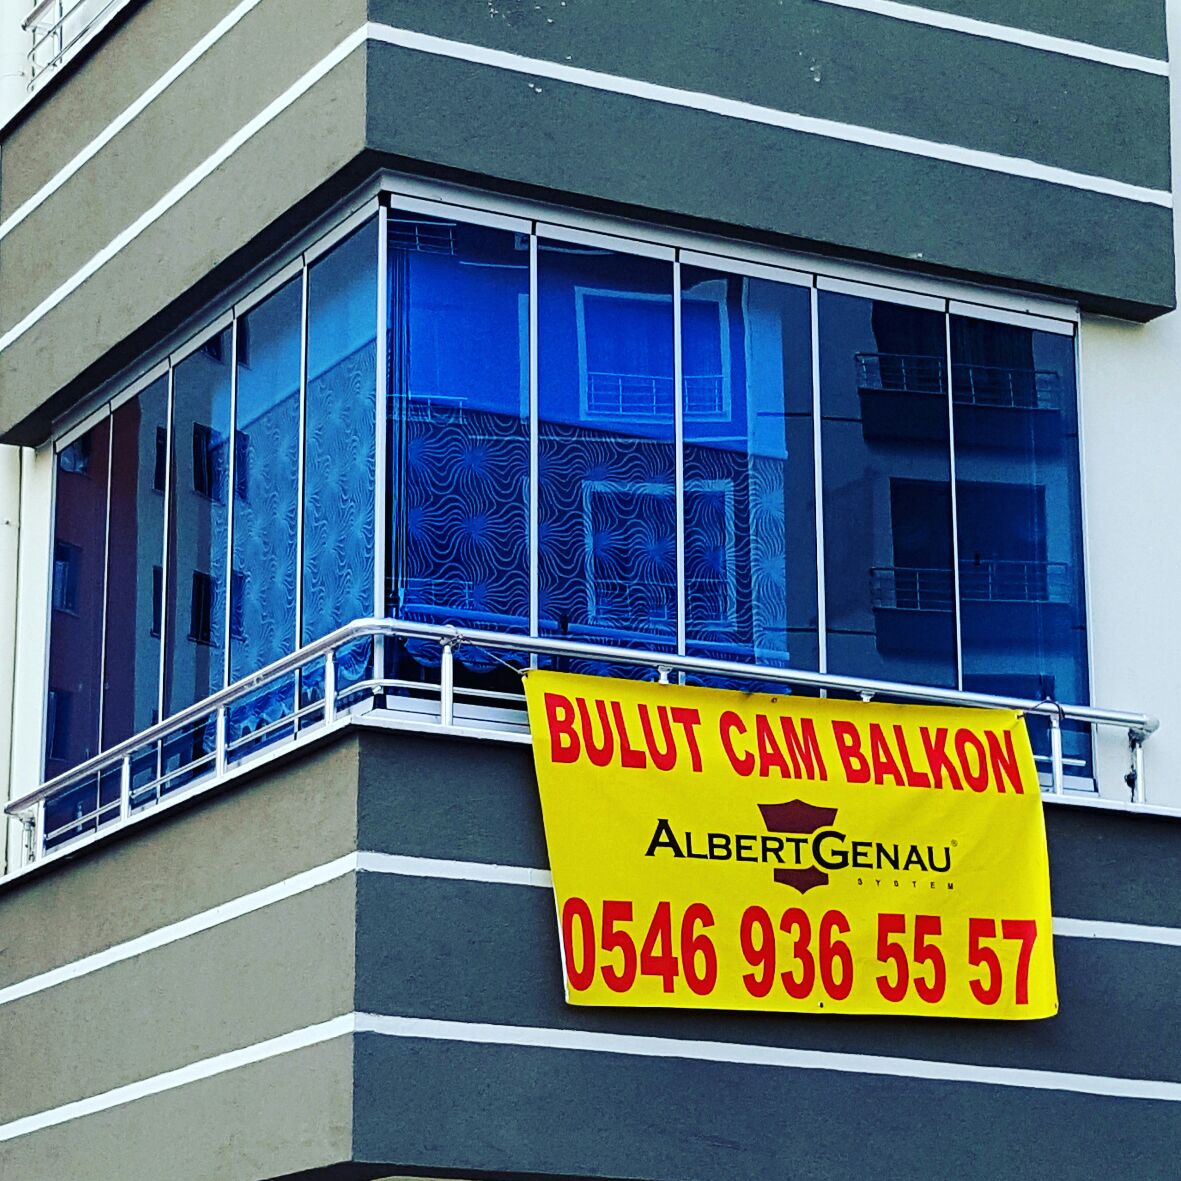 BULUT CAM BALKON
ALBERTGENAU®
SYSTEM
0546 936 55 57